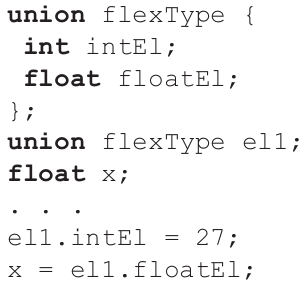 union flexType {
int intEl;
float floatEl;
};
union flexType el1;
float x;
. . .
el1.intEl = 27;
x = el1.floatEl;